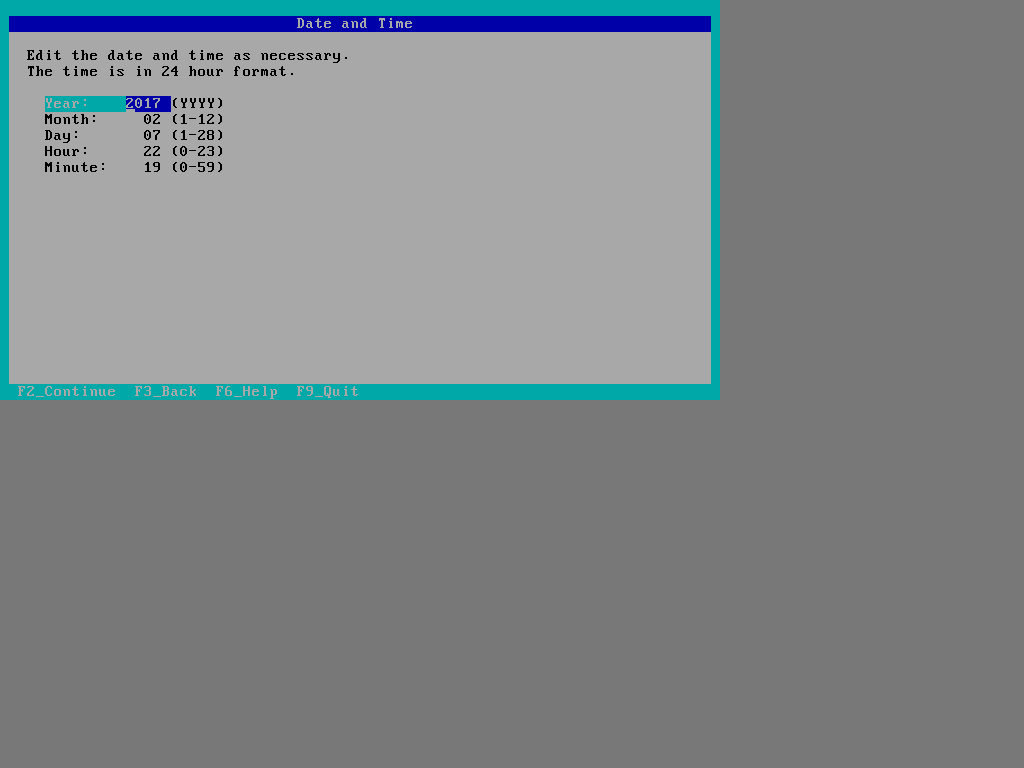 Date and Time
Edit the date and time as necessary.
The time is in 24 hour format.
Year: 2017 (YYYY)
Month: 02 (1-12)
Day: 07 (1-28)
Hour: 22 (0-23)
Minute: 19 (0-59)
F2_Continue F3_Back F6_Help F9_Quit